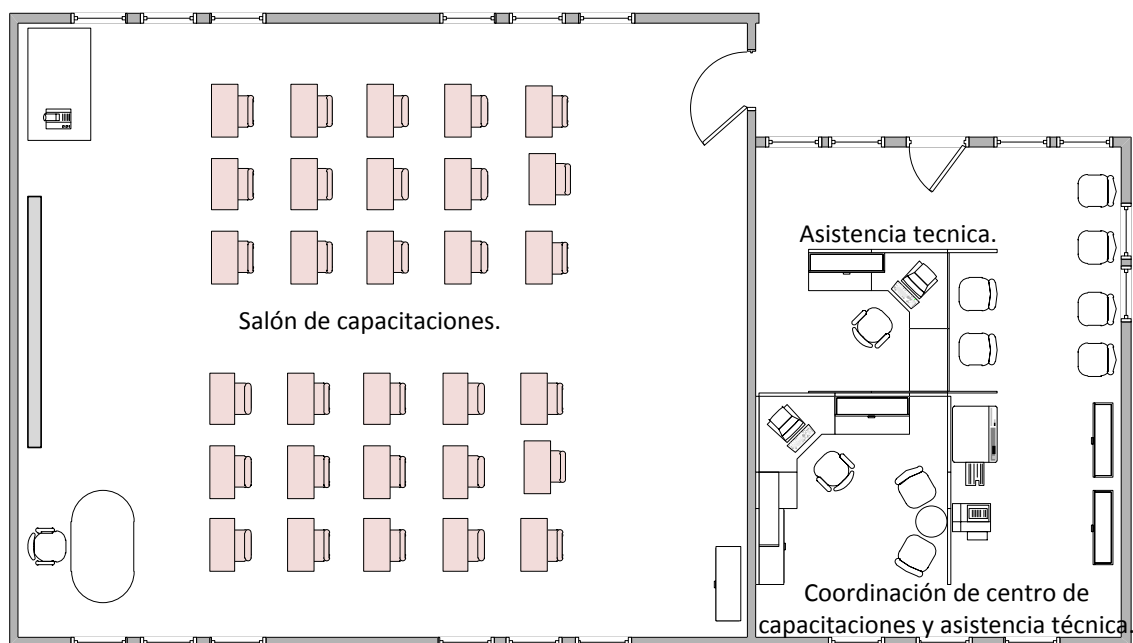 Asistencia tecnica.
Salón de capacitaciones.
Coordinación de centro de
capacitaciones y asistencia técnica.